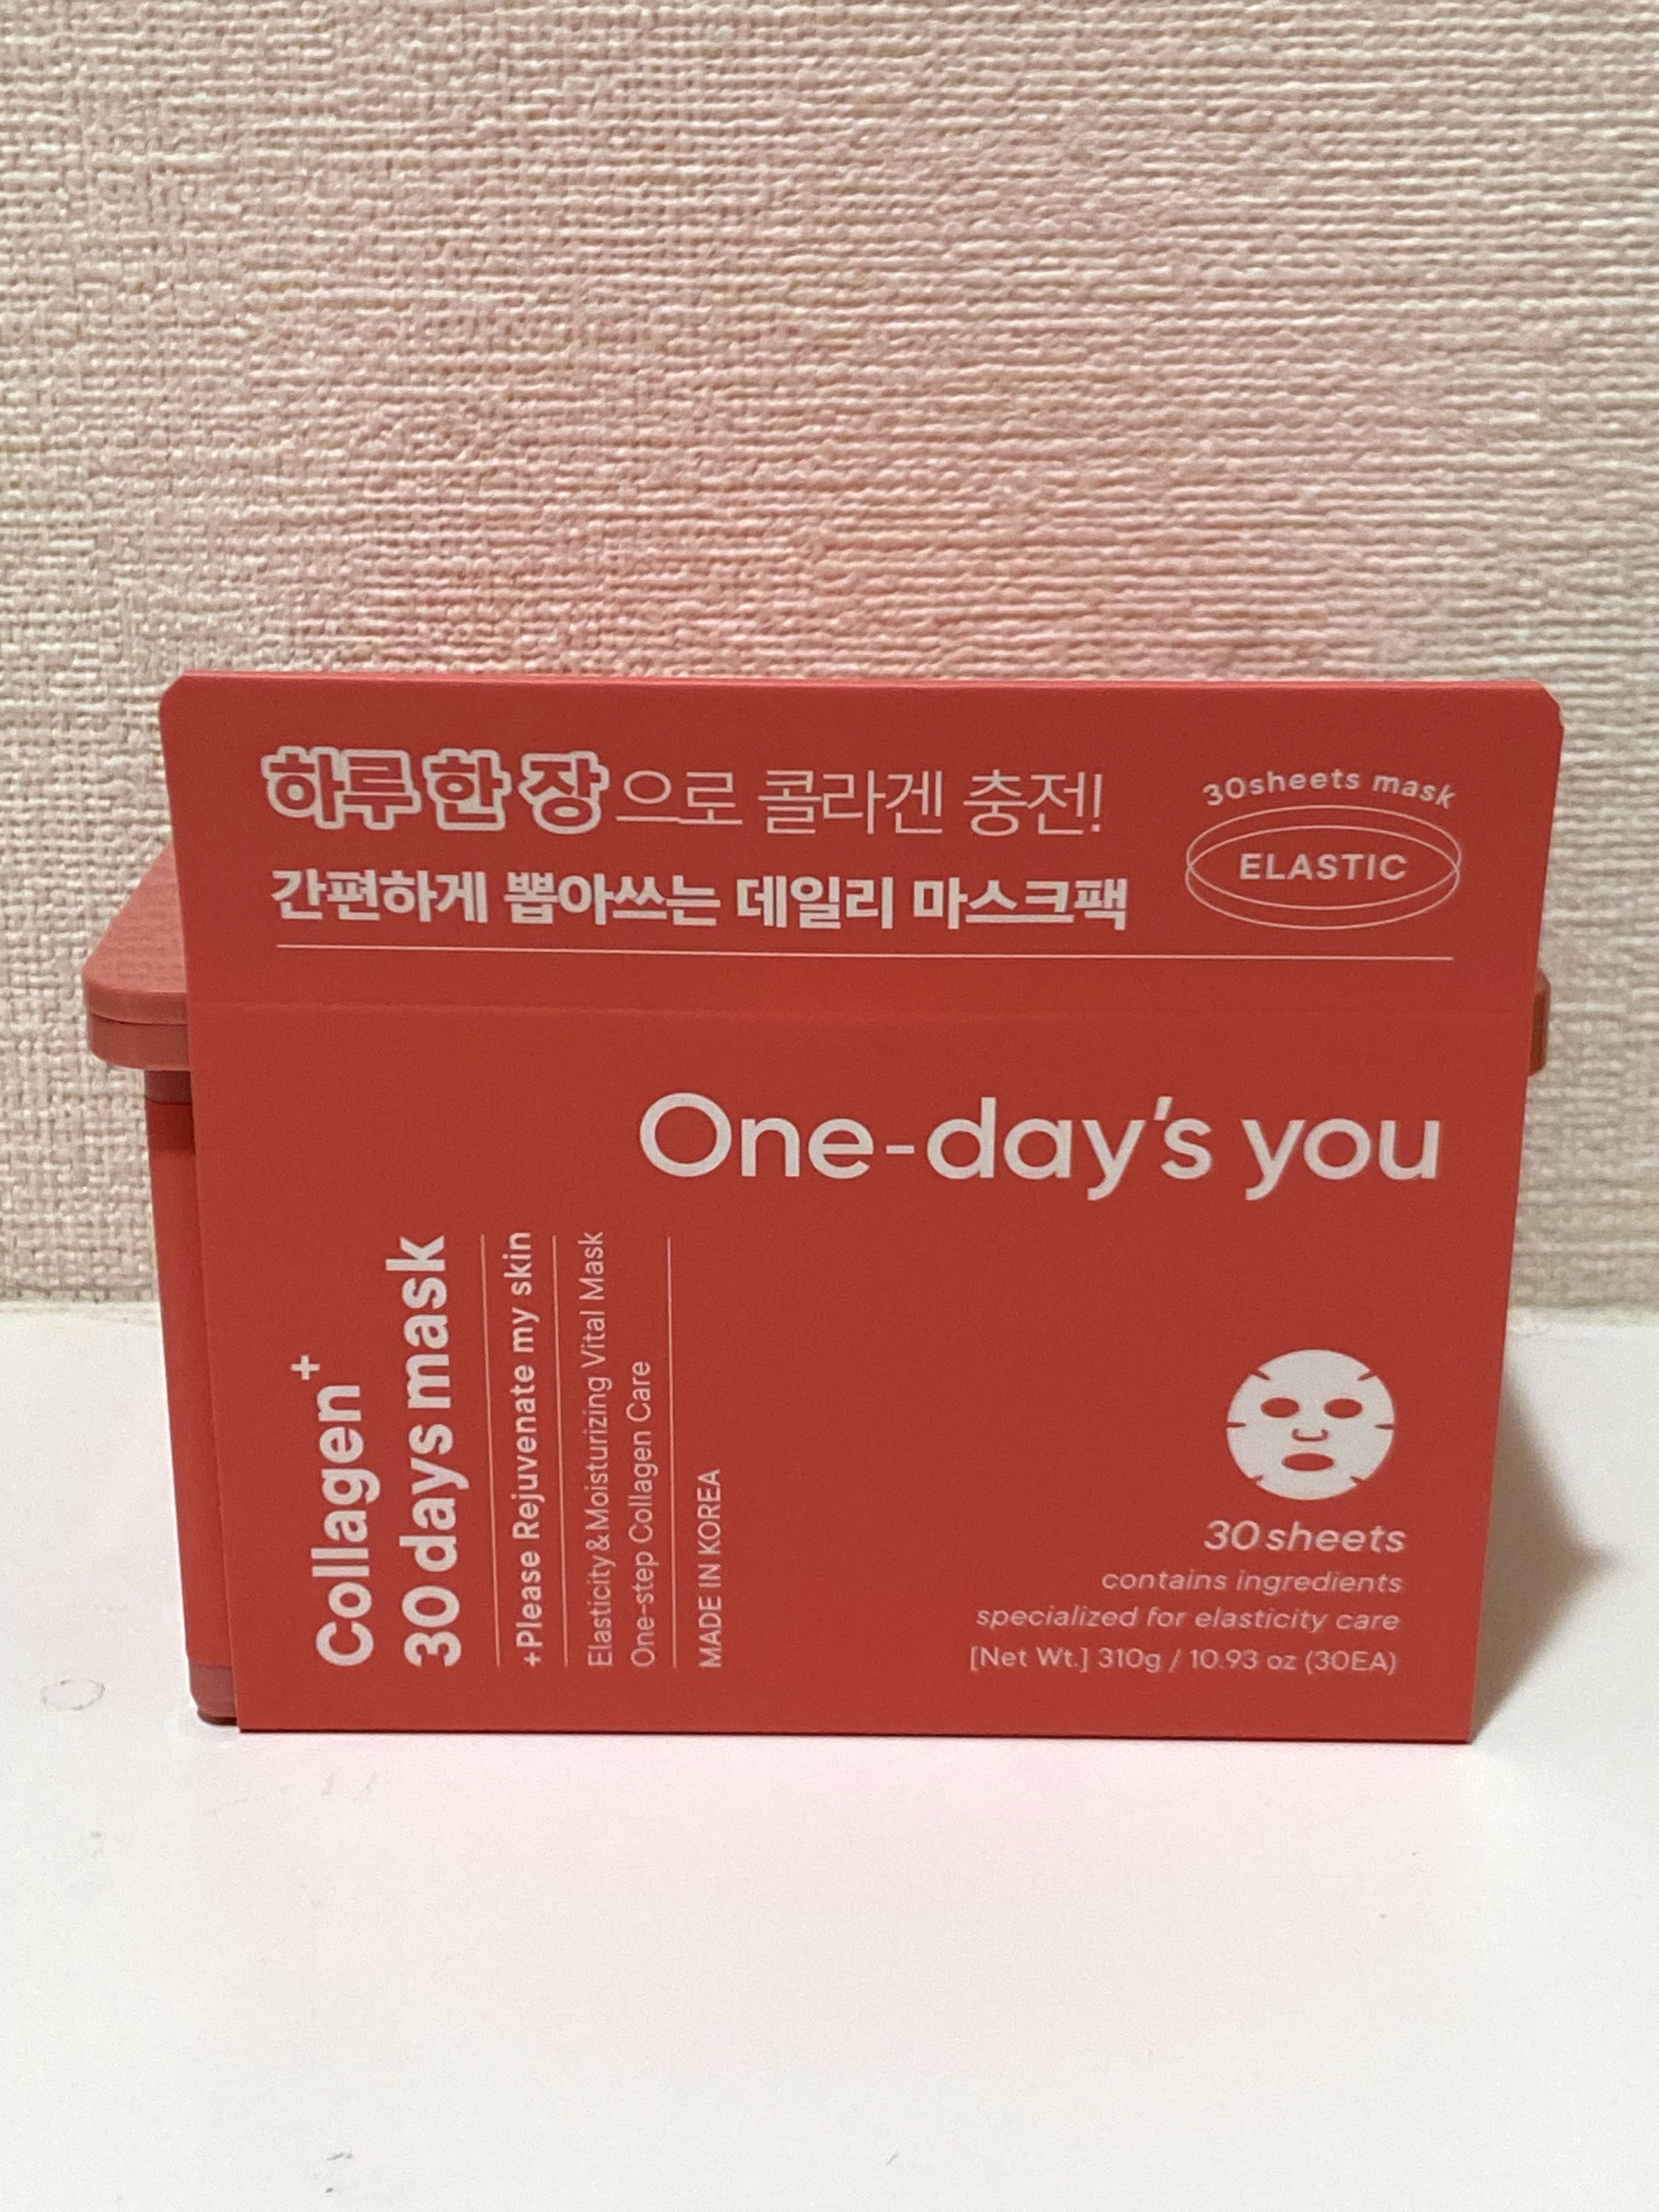 하루 한 장으로 콜라겐 충전!
간편하게 뽑아쓰는 데일리 마스크팩
30sheets mask
ELASTIC
One-day's you
Collagen+
30 days mask
+Please Rejuvenate my skin
Elasticity&Moisturizing Vital Mask
One-step Collagen Care
MADE IN KOREA
30 sheets
contains ingredients
specialized for elasticity care
[Net Wt.] 310g / 10.93 oz (30EA)